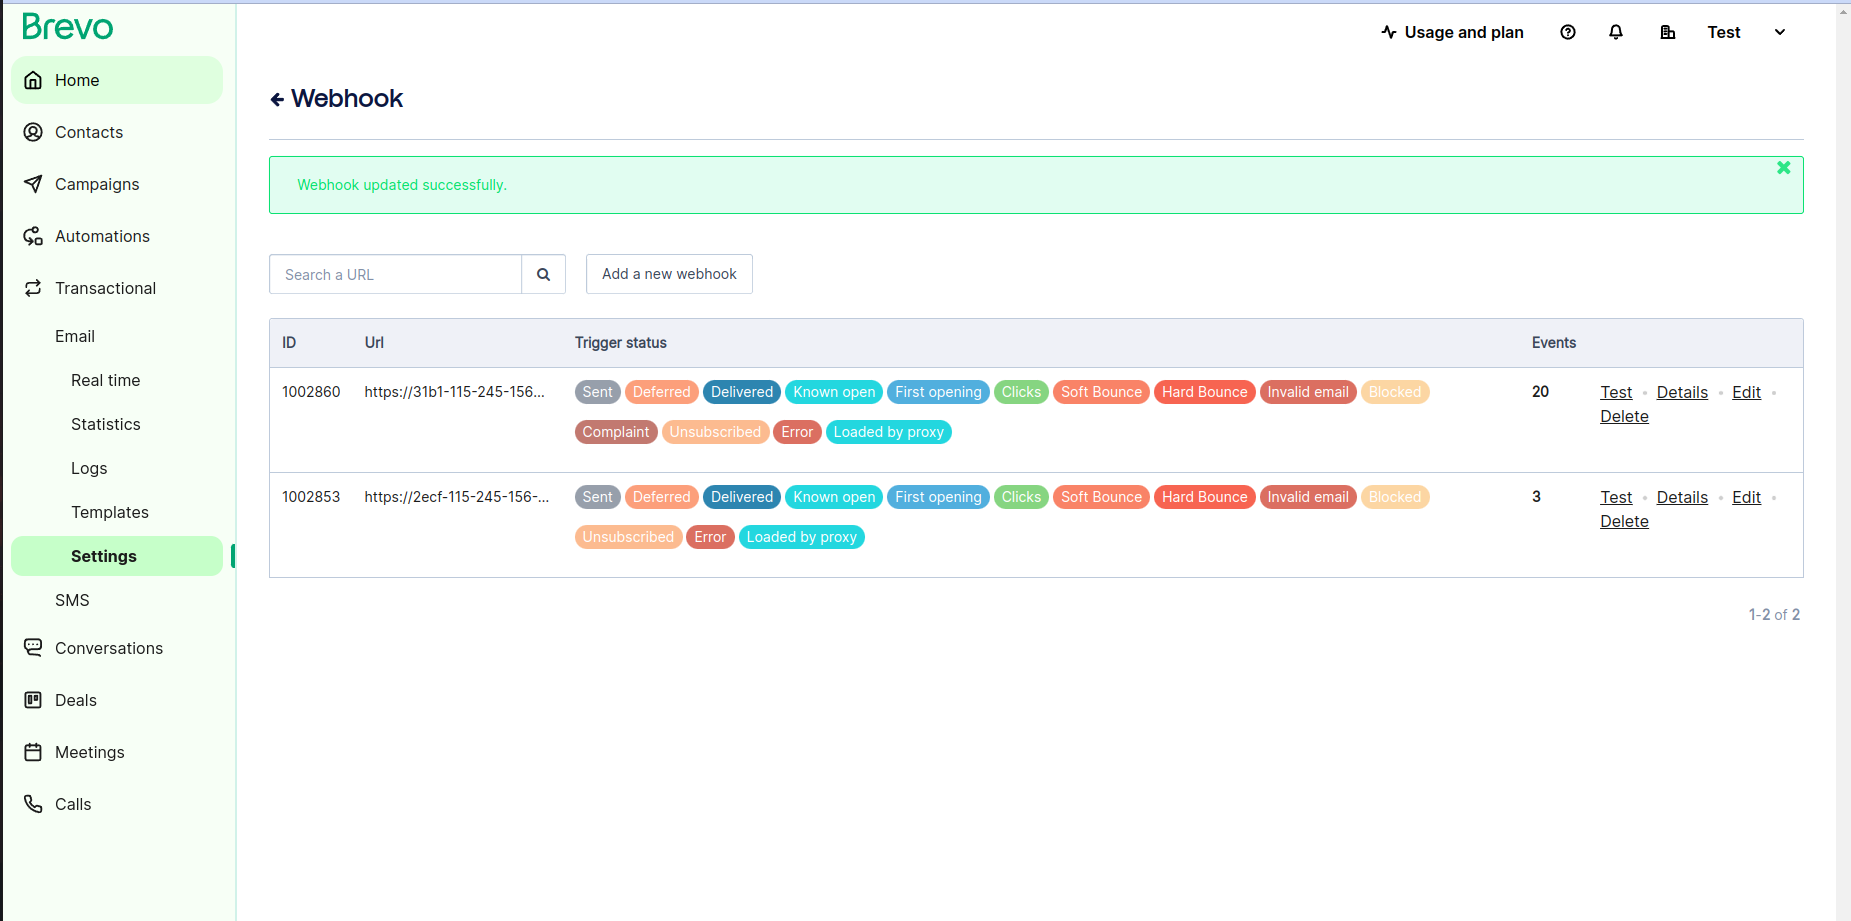 Brevo
Usage and plan
Test
Home
Contacts
Campaigns
Automations
Transactional
Email
Real time
Statistics
Logs
Templates
Settings
SMS
Conversations
Deals
Meetings
Calls
Webhook
Webhook updated successfully.
Search a URL
Add a new webhook
ID Url Trigger status Events
1002860 https://31b1-115-245-156... Sent Deferred Delivered Known open First opening Clicks Soft Bounce Hard Bounce Invalid email Blocked 20 Test • Details • Edit •
Complaint Unsubscribed Error Loaded by proxy Delete
1002853 https://2ecf-115-245-156-... Sent Deferred Delivered Known open First opening Clicks Soft Bounce Hard Bounce Invalid email Blocked 3 Test • Details • Edit •
Unsubscribed Error Loaded by proxy Delete
1-2 of 2